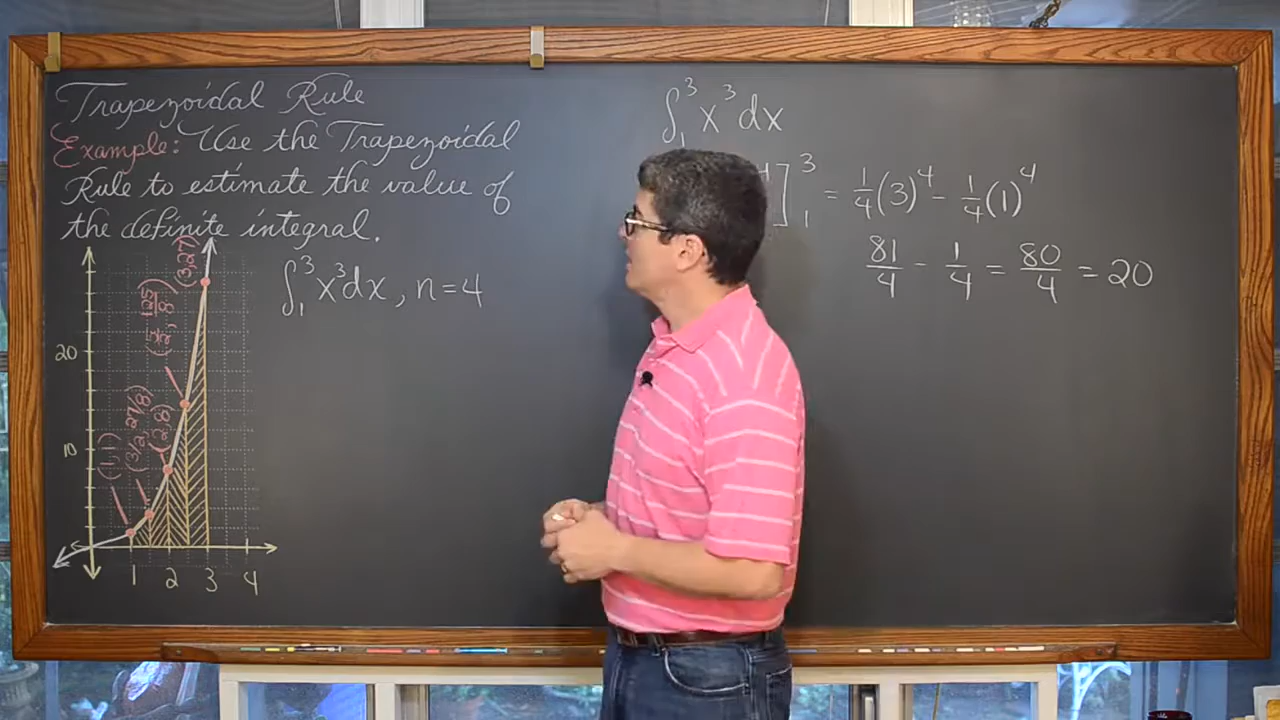 Trapezoidal Rule
Example: Use the Trapezoidal
Rule to estimate the value of
the definite integral.
∫₁³ x³dx, n=4
(3,27)
(5/2, 125/8)
(2,8)
(3/2, 27/8)
(1,1)
20
10
1 2 3 4
∫₁³ x³dx
]₁³ = 1/4(3)⁴ - 1/4(1)⁴
81/4 - 1/4 = 80/4 = 20